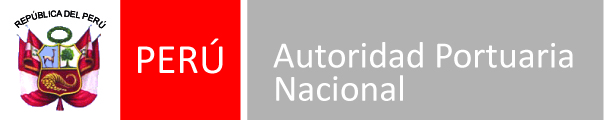 REPÚBLICA DEL PERÚ
PERÚ
Autoridad Portuaria
Nacional